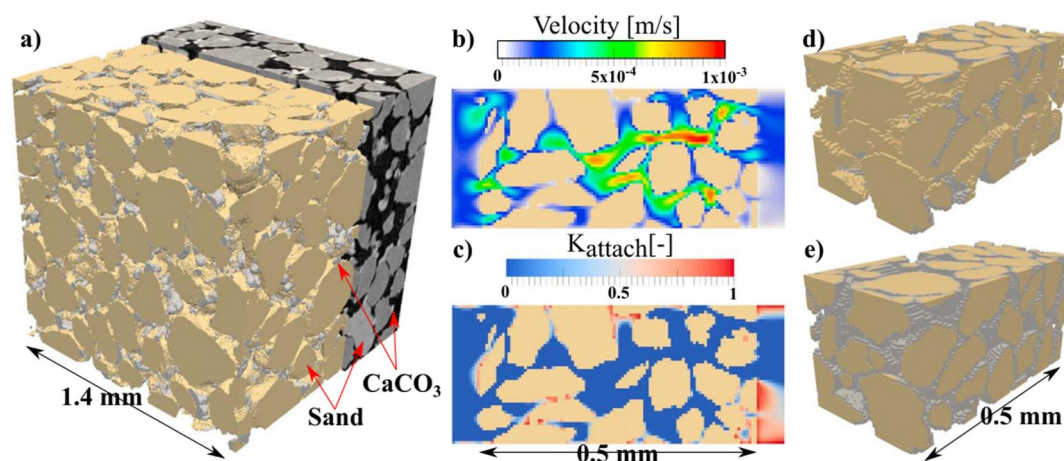 a)
1.4 mm
Sand
CaCO₃
b)
Velocity [m/s]
0 5x10⁻⁴ 1x10⁻³
c)
Kattach[-]
0 0.5 1
0.5 mm
d)
e)
0.5 mm